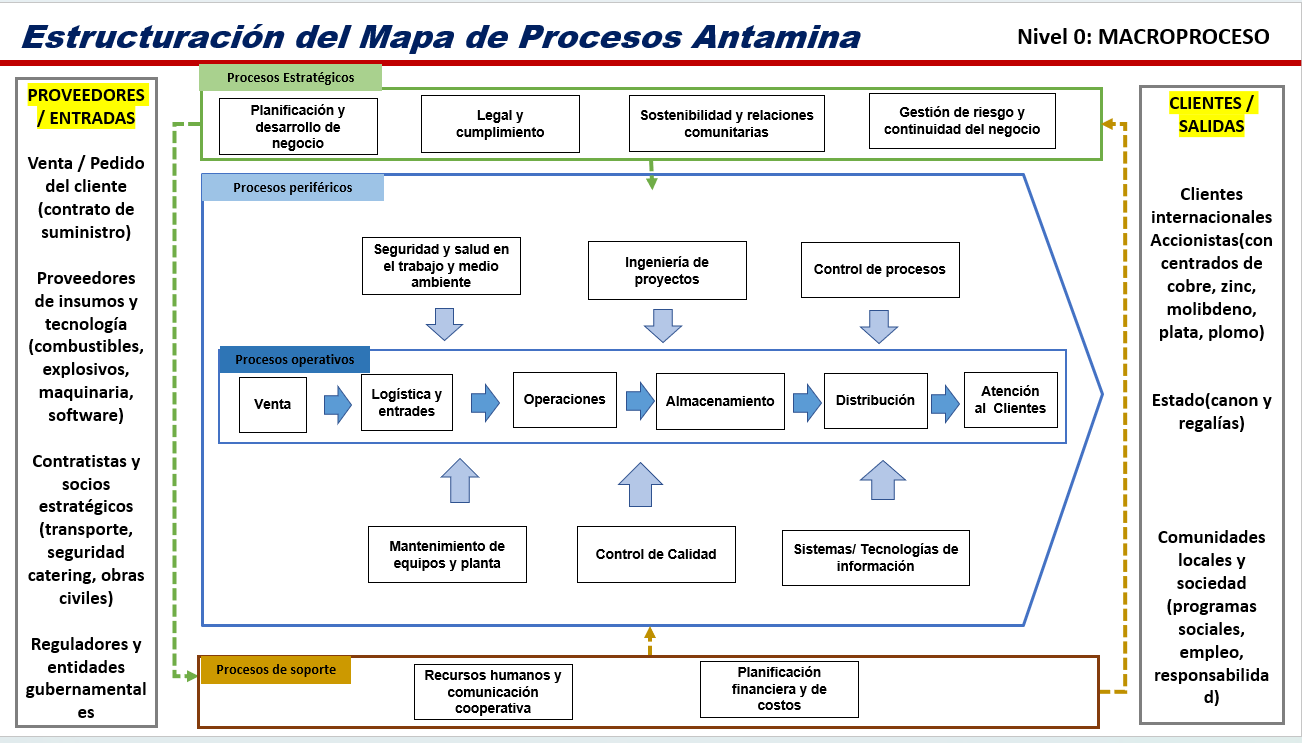 Estructuración del Mapa de Procesos Antamina
Nivel 0: MACROPROCESO
PROVEEDORES
/ ENTRADAS
Venta / Pedido
del cliente
(contrato de
suministro)
Proveedores
de insumos y
tecnología
(combustibles,
explosivos,
maquinaria,
software)
Contratistas y
socios
estratégicos
(transporte,
seguridad
catering, obras
civiles)
Reguladores y
entidades
gubernamental
es
Procesos Estratégicos
Planificación y
desarrollo de
negocio
Legal y
cumplimiento
Sostenibilidad y relaciones
comunitarias
Gestión de riesgo y
continuidad del negocio
Procesos periféricos
Seguridad y salud en
el trabajo y medio
ambiente
Ingeniería de
proyectos
Control de procesos
Procesos operativos
Venta
Logística y
entrades
Operaciones
Almacenamiento
Distribución
Atención
al Clientes
Mantenimiento de
equipos y planta
Control de Calidad
Sistemas/ Tecnologías de
información
Procesos de soporte
Recursos humanos y
comunicación
cooperativa
Planificación
financiera y de
costos
CLIENTES /
SALIDAS
Clientes
internacionales
Accionistas(con
centrados de
cobre, zinc,
molibdeno,
plata, plomo)
Estado(canon y
regalías)
Comunidades
locales y
sociedad
(programas
sociales,
empleo,
responsabilida
d)